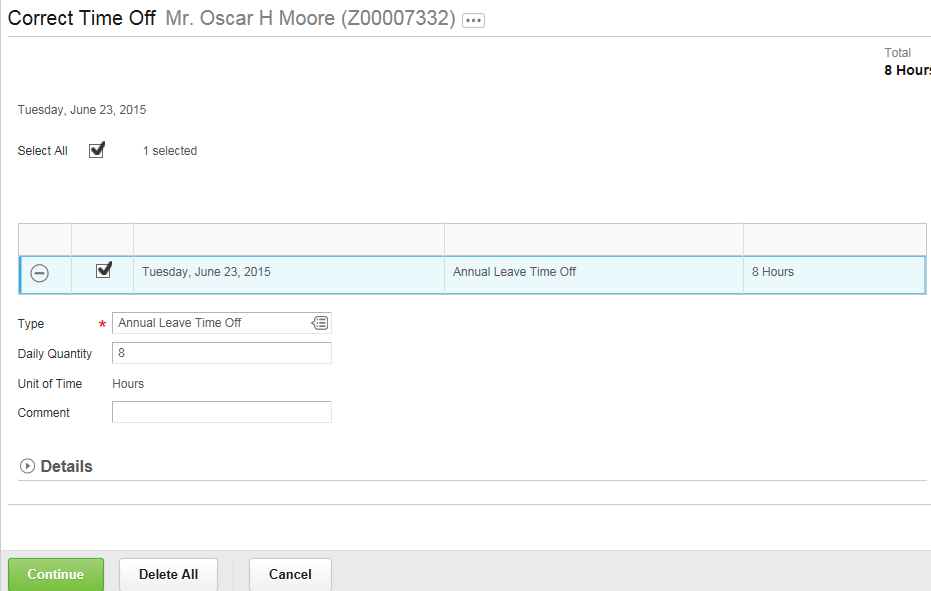 Correct Time Off Mr. Oscar H Moore (Z00007332)
Total
8 Hours
Tuesday, June 23, 2015
Select All 1 selected
Tuesday, June 23, 2015 Annual Leave Time Off 8 Hours
Type * Annual Leave Time Off
Daily Quantity 8
Unit of Time Hours
Comment
Details
Continue Delete All Cancel